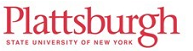 Plattsburgh
STATE UNIVERSITY OF NEW YORK